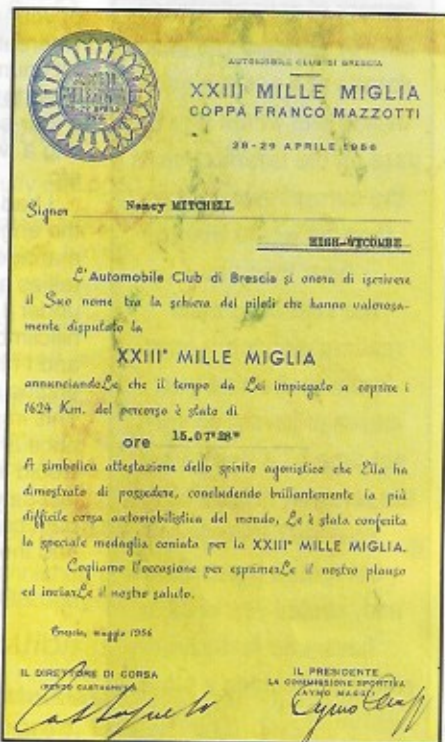 AUTOMOBILE CLUB DI BRESCIA
XXIII MILLE MIGLIA
COPPA FRANCO MAZZOTTI
28-29 APRILE 1956
Signor Nancy MITCHELL
HIGH-WYCOMBE
L'Automobile Club di Brescia si onora di iscrivere
il Suo nome tra la schiera dei piloti che hanno valorosa-
mente disputato la
XXIII° MILLE MIGLIA
annunciandoLe che il tempo da Lei impiegato a coprire i
1624 Km. del percorso è stato di
ore 15.07'28"
A simbolica attestazione dello spirito agonistico che Ella ha
dimostrato di possedere, concludendo brillantemente la più
difficile corsa automobilistica del mondo, Le è stata conferita
la speciale medaglia coniata per la XXIII° MILLE MIGLIA.
Cogliamo l'occasione per esprimerLe il nostro plauso
ed inviarLe il nostro saluto.
Brescia, maggio 1956
IL DIRETTORE DI CORSA
(RENZO CASTAGNETO)
IL PRESIDENTE
LA COMMISSIONE SPORTIVA
(AYMO MAGGI)